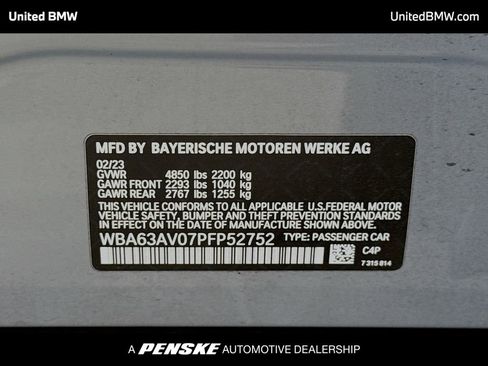 United BMW
UnitedBMW.com
MFD BY BAYERISCHE MOTOREN WERKE AG
02/23
GVWR 4850 lbs 2200 kg
GAWR FRONT 2293 lbs 1040 kg
GAWR REAR 2767 lbs 1255 kg
THIS VEHICLE CONFORMS TO ALL APPLICABLE U.S.FEDERAL MOTOR
VEHICLE SAFETY, BUMPER, AND THEFT PREVENTION STANDARDS IN
EFFECT ON THE DATE OF MANUFACTURE SHOWN ABOVE.
WBA63AV07PFP52752 TYPE: PASSENGER CAR
C4P
7 315 814
A PENSKE AUTOMOTIVE DEALERSHIP